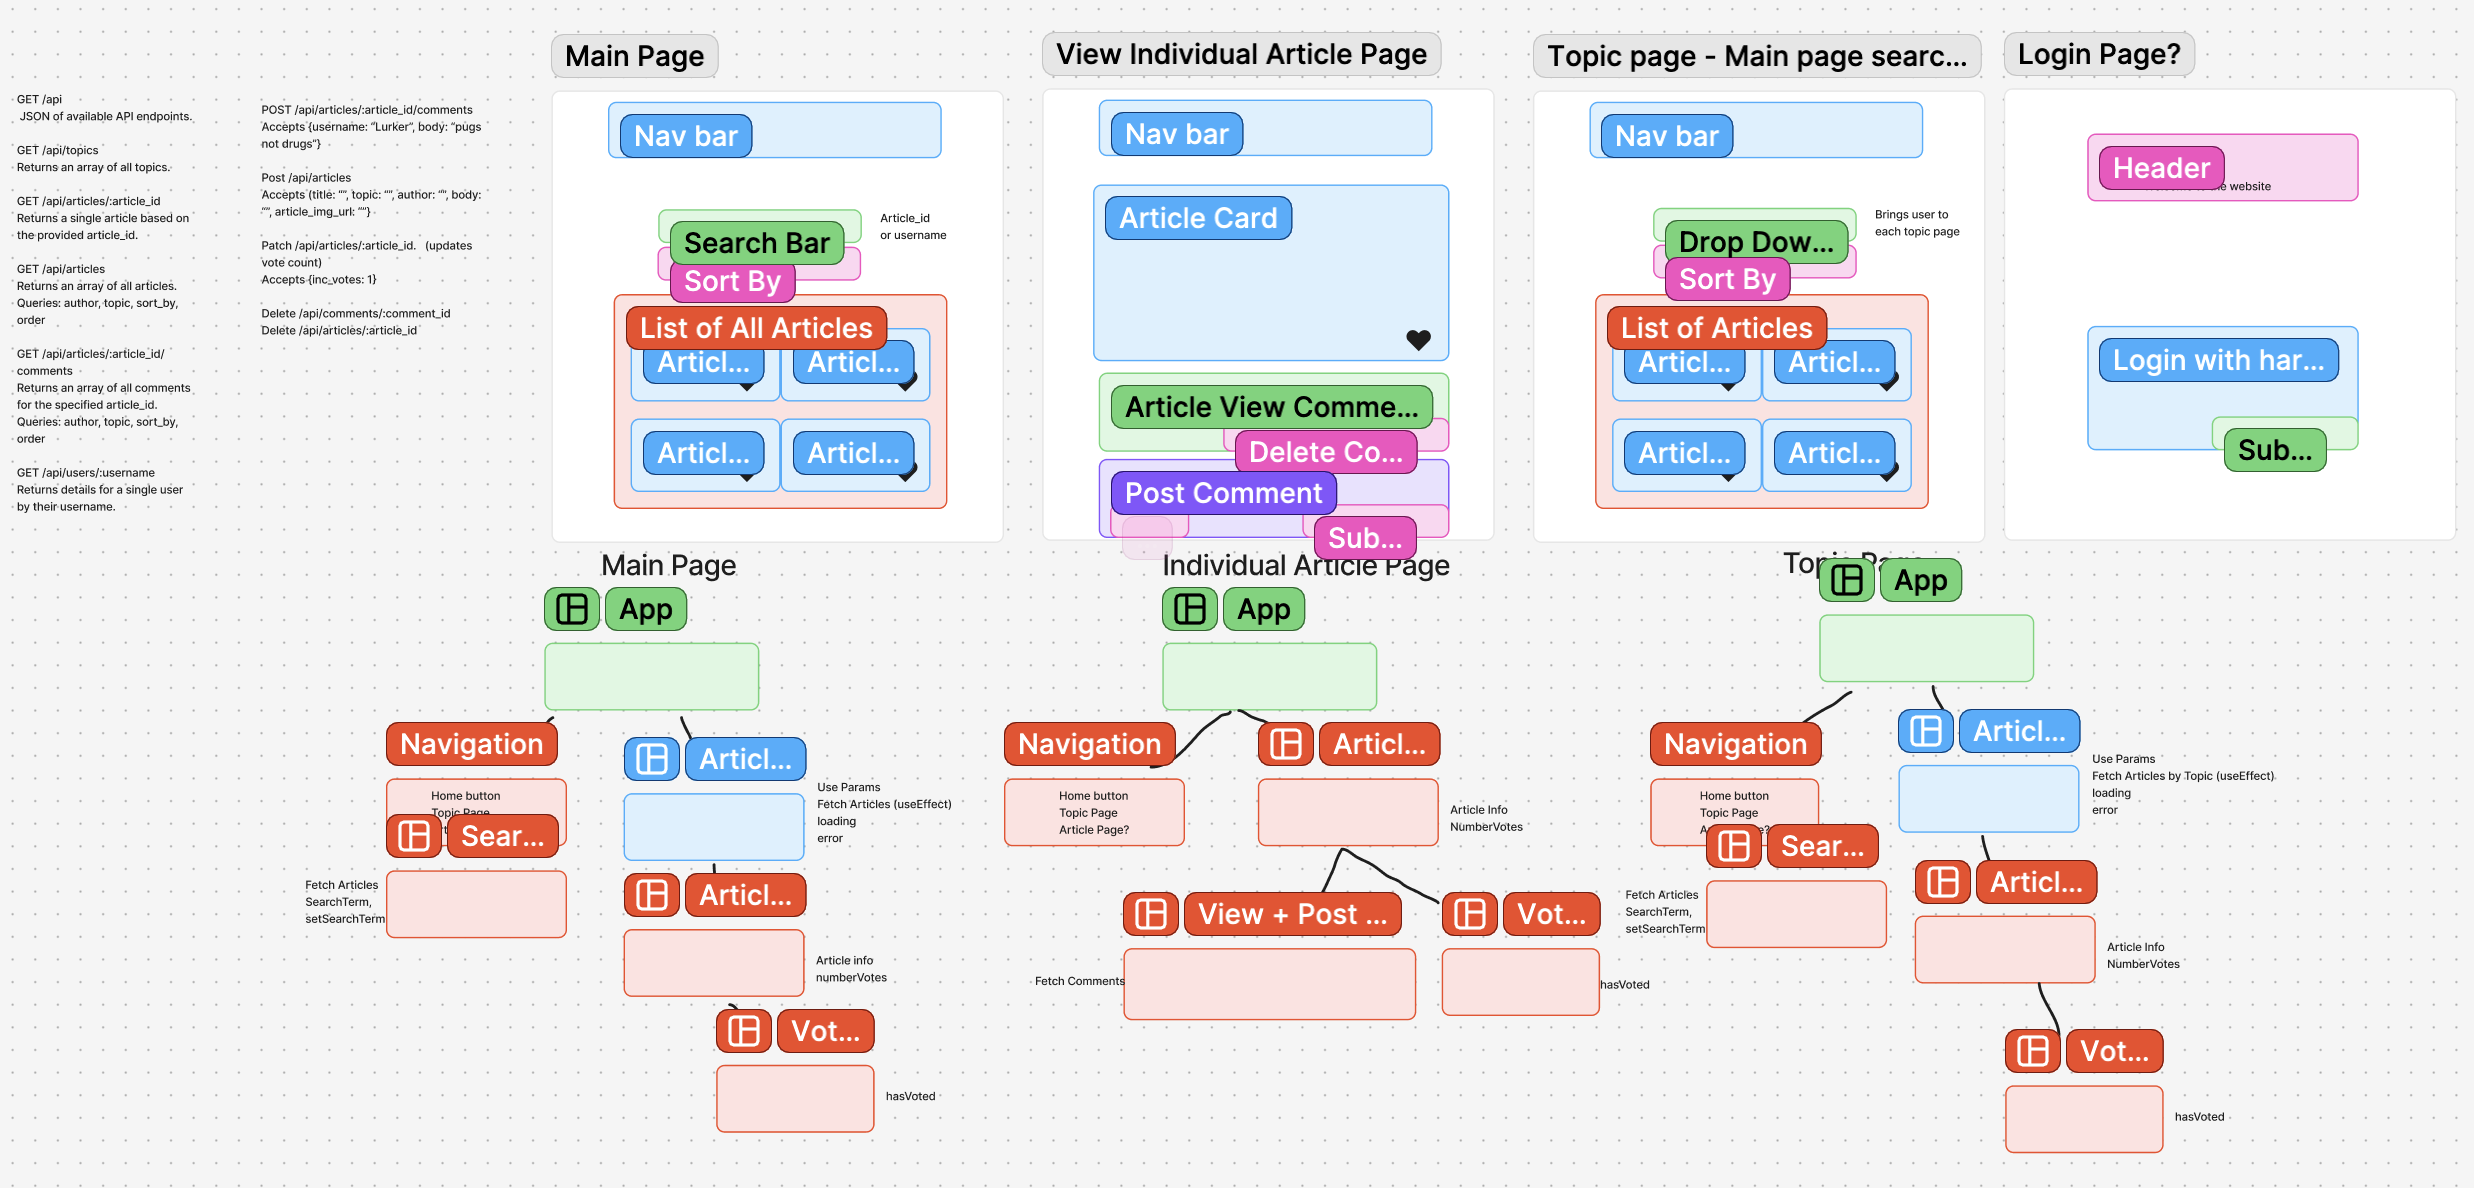 GET /api
JSON of available API endpoints.
GET /api/topics
Returns an array of all topics.
GET /api/articles/:article_id
Returns a single article based on
the provided article_id.
GET /api/articles
Returns an array of all articles.
Queries: author, topic, sort_by,
order
GET /api/articles/:article_id/
comments
Returns an array of all comments
for the specified article_id.
Queries: author, topic, sort_by,
order
GET /api/users/:username
Returns details for a single user
by their username.
POST /api/articles/:article_id/comments
Accepts {username: “Lurker”, body: “pugs
not drugs”}
Post /api/articles
Accepts (title: “”, topic: “”, author: “”, body:
“”, article_img_url: “”}
Patch /api/articles/:article_id. (updates
vote count)
Accepts {inc_votes: 1}
Delete /api/comments/:comment_id
Delete /api/articles/:article_id
Main Page
Nav bar
Search Bar
Article_id
or username
Sort By
List of All Articles
Articl...
Articl...
Articl...
Articl...
View Individual Article Page
Nav bar
Article Card
Article View Comme...
Delete Co...
Post Comment
Sub...
Topic page - Main page searc...
Nav bar
Drop Dow...
Brings user to
each topic page
Sort By
List of Articles
Articl...
Articl...
Articl...
Articl...
Login Page?
Header
website
Login with har...
Sub...
Main Page
App
Navigation
Home button
Topic Page
Sear...
Fetch Articles
SearchTerm,
setSearchTerm
Articl...
Use Params
Fetch Articles (useEffect)
loading
error
Articl...
Article info
numberVotes
Vot...
hasVoted
Individual Article Page
App
Navigation
Home button
Topic Page
Article Page?
Articl...
Article Info
NumberVotes
View + Post ...
Fetch Comments
Vot...
hasVoted
App
Navigation
Home button
Topic Page
Sear...
Fetch Articles
SearchTerm,
setSearchTerm
Articl...
Use Params
Fetch Articles by Topic (useEffect)
loading
error
Articl...
Article Info
NumberVotes
Vot...
hasVoted